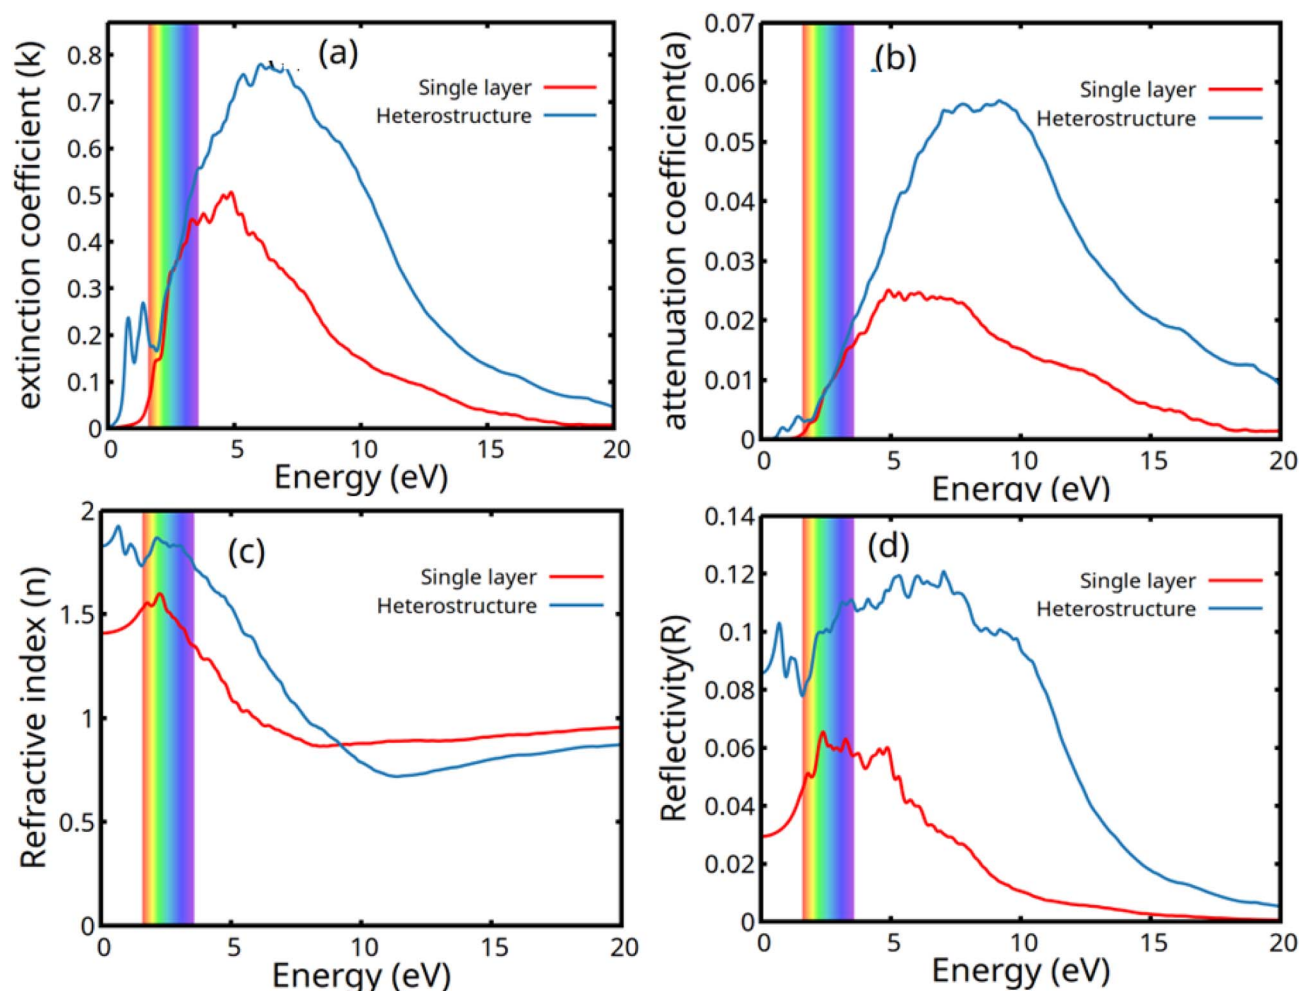 (a)
extinction coefficient (k)
Single layer
Heterostructure
0.8
0.7
0.6
0.5
0.4
0.3
0.2
0.1
0
0 5 10 15 20
Energy (eV)
(b)
attenuation coefficient(a)
Single layer
Heterostructure
0.07
0.06
0.05
0.04
0.03
0.02
0.01
0
0 5 10 15 20
Energy (eV)
(c)
Refractive index (n)
Single layer
Heterostructure
2
1.5
1
0.5
0
0 5 10 15 20
Energy (eV)
(d)
Reflectivity(R)
Single layer
Heterostructure
0.14
0.12
0.1
0.08
0.06
0.04
0.02
0
0 5 10 15 20
Energy (eV)